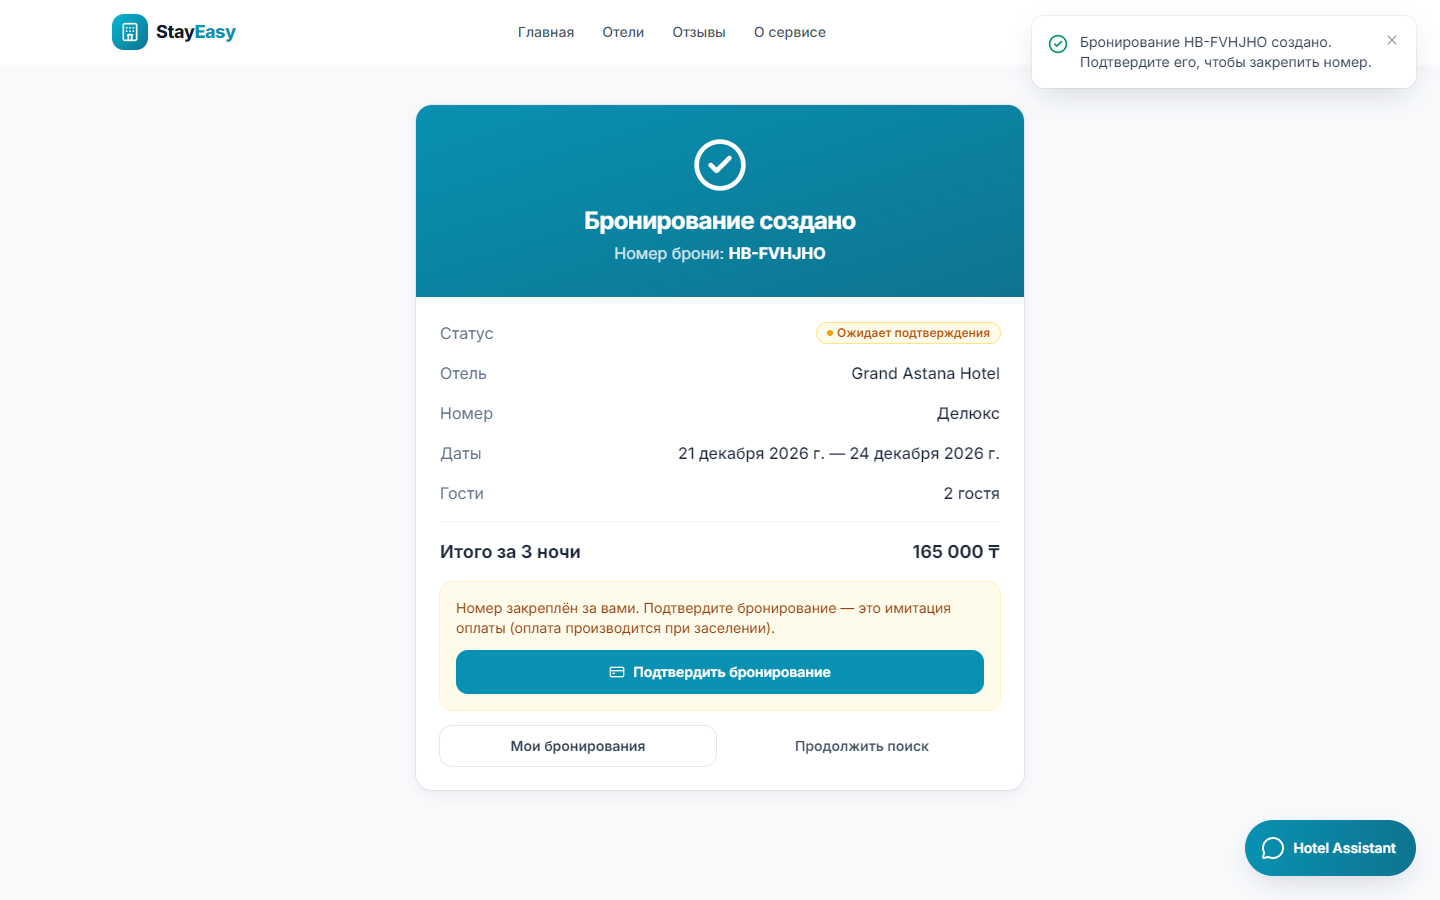 StayEasy
Главная
Отели
Отзывы
О сервисе
Бронирование HB-FVHJHO создано.
Подтвердите его, чтобы закрепить номер.
Бронирование создано
Номер брони: HB-FVHJHO
Статус
Ожидает подтверждения
Отель
Grand Astana Hotel
Номер
Делюкс
Даты
21 декабря 2026 г. — 24 декабря 2026 г.
Гости
2 гостя
Итого за 3 ночи
165 000 ₸
Номер закреплён за вами. Подтвердите бронирование — это имитация
оплаты (оплата производится при заселении).
Подтвердить бронирование
Мои бронирования
Продолжить поиск
Hotel Assistant